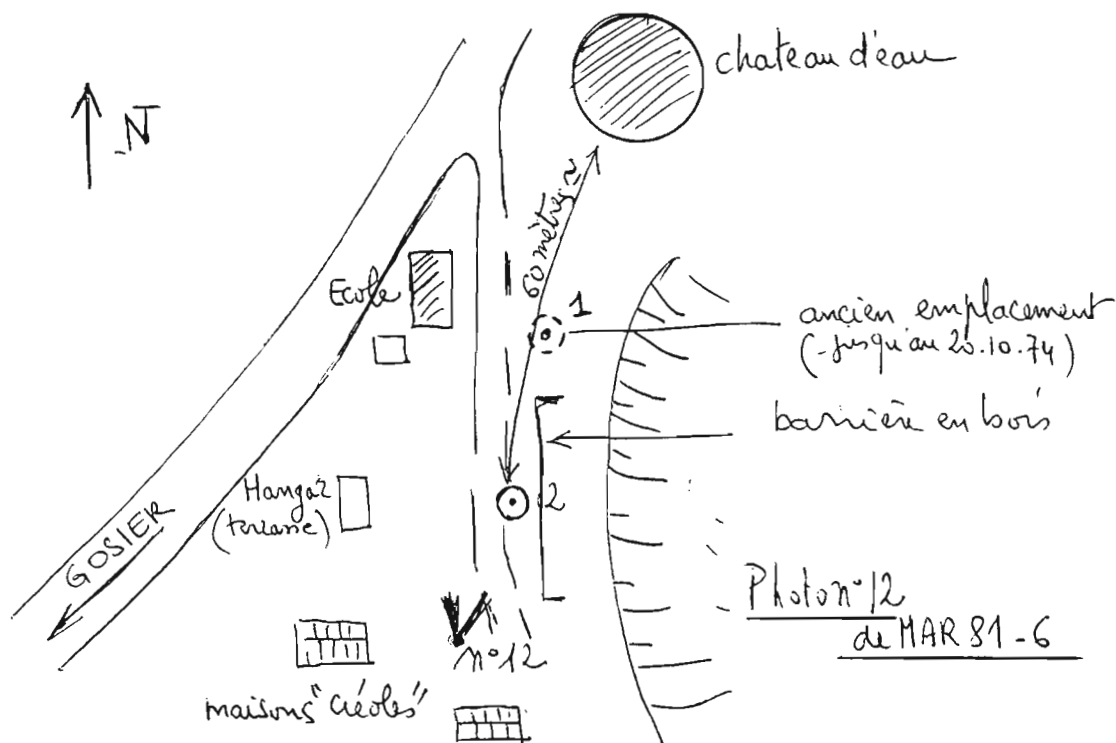 chateau d'eau
N
60 mètres ≃
Ecole
1
ancien emplacement
(-jusqu'au 20.10.74)
barrière en bois
Hangar
(terrasse)
2
GOSIER
Photo n°12
de MAR 81-6
n°12
maisons "créoles"